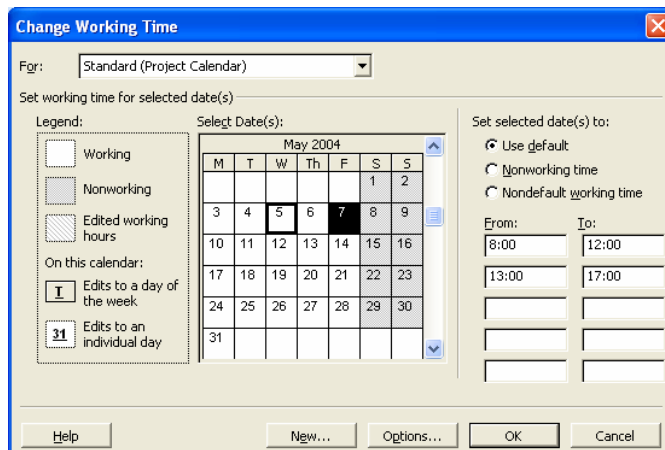 Change Working Time
For: Standard (Project Calendar)
Set working time for selected date(s)
Legend:
Working
Nonworking
Edited working
hours
On this calendar:
T Edits to a day of
the week
31 Edits to an
individual day
Select Date(s):
May 2004
M T W Th F S S
1 2
3 4 5 6 7 8 9
10 11 12 13 14 15 16
17 18 19 20 21 22 23
24 25 26 27 28 29 30
31
Set selected date(s) to:
Use default
Nonworking time
Nondefault working time
From: To:
8:00 12:00
13:00 17:00
Help New... Options... OK Cancel